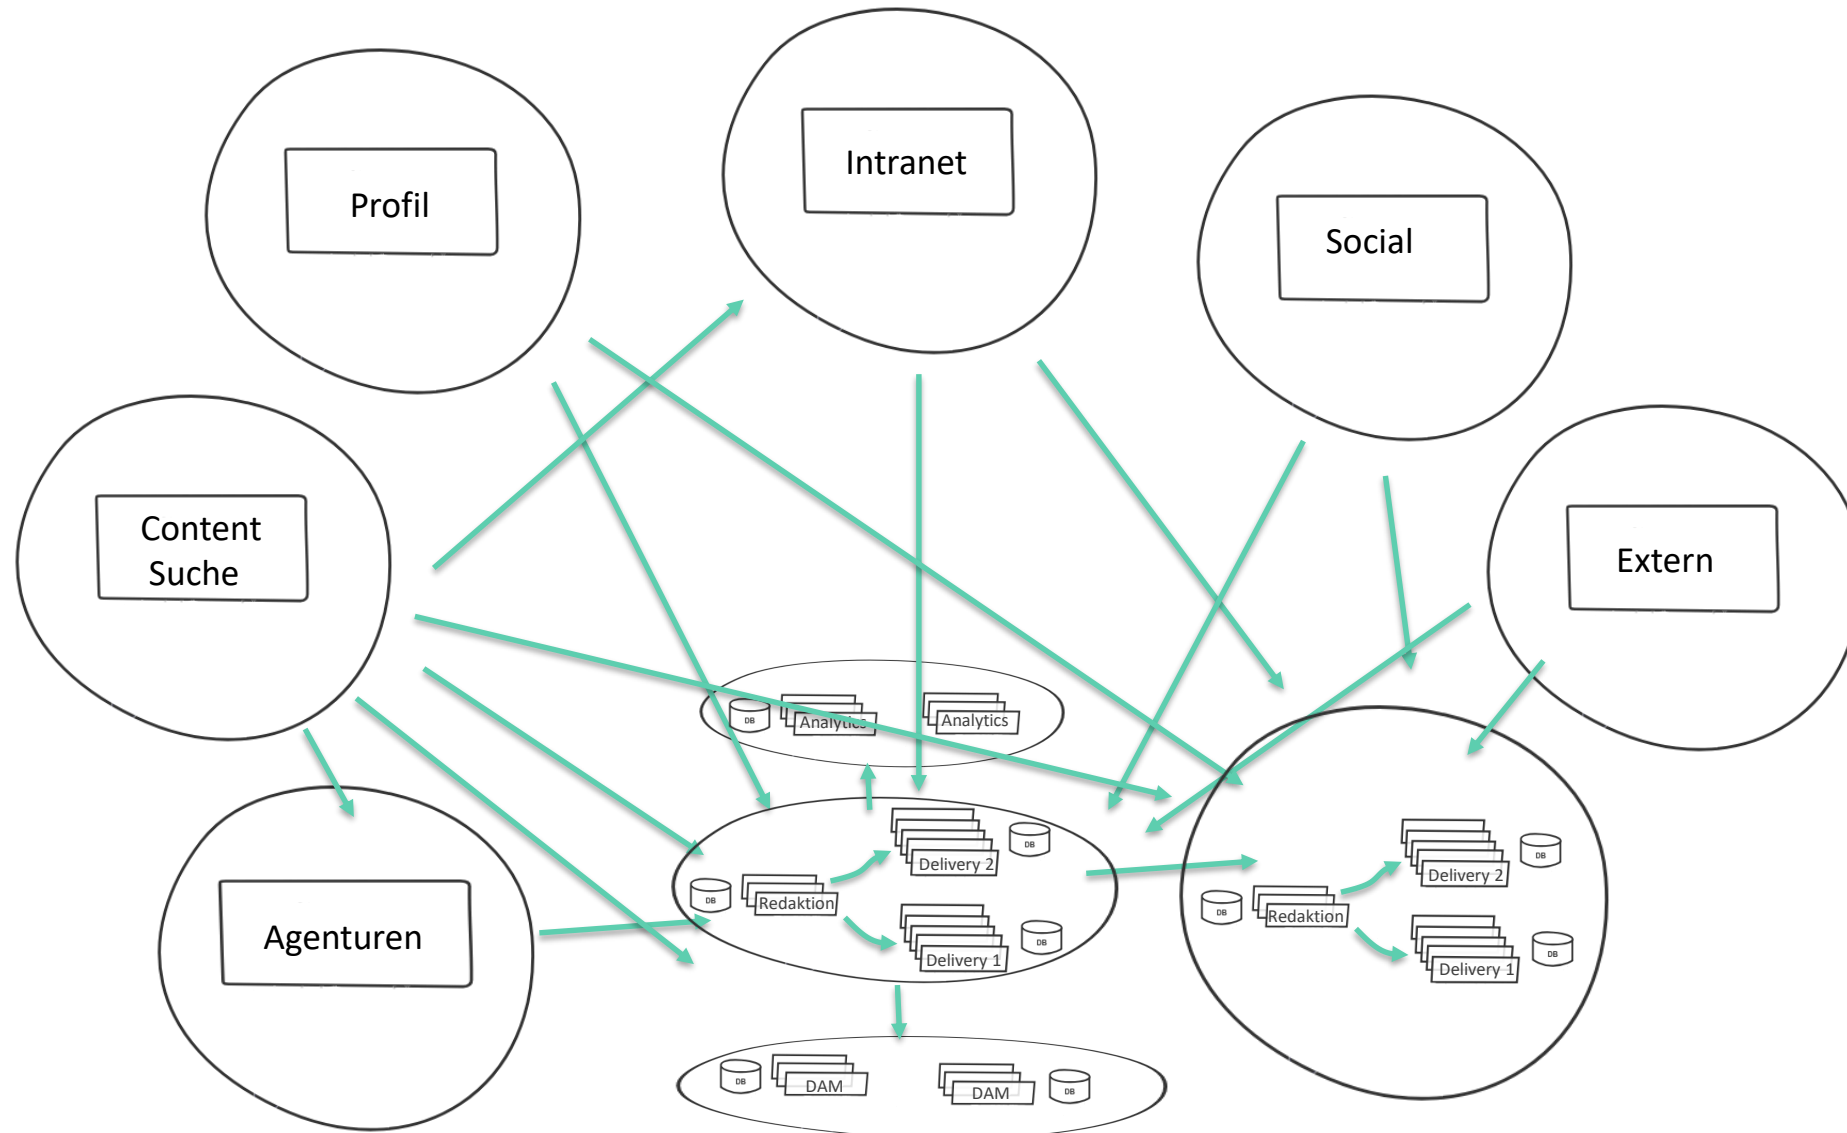 Profil
Intranet
Social
Content
Suche
Extern
Agenturen
DB
Analytics
Analytics
DB
Redaktion
Delivery 2
DB
Delivery 1
DB
DB
Redaktion
Delivery 2
DB
Delivery 1
DB
DB
DAM
DAM
DB